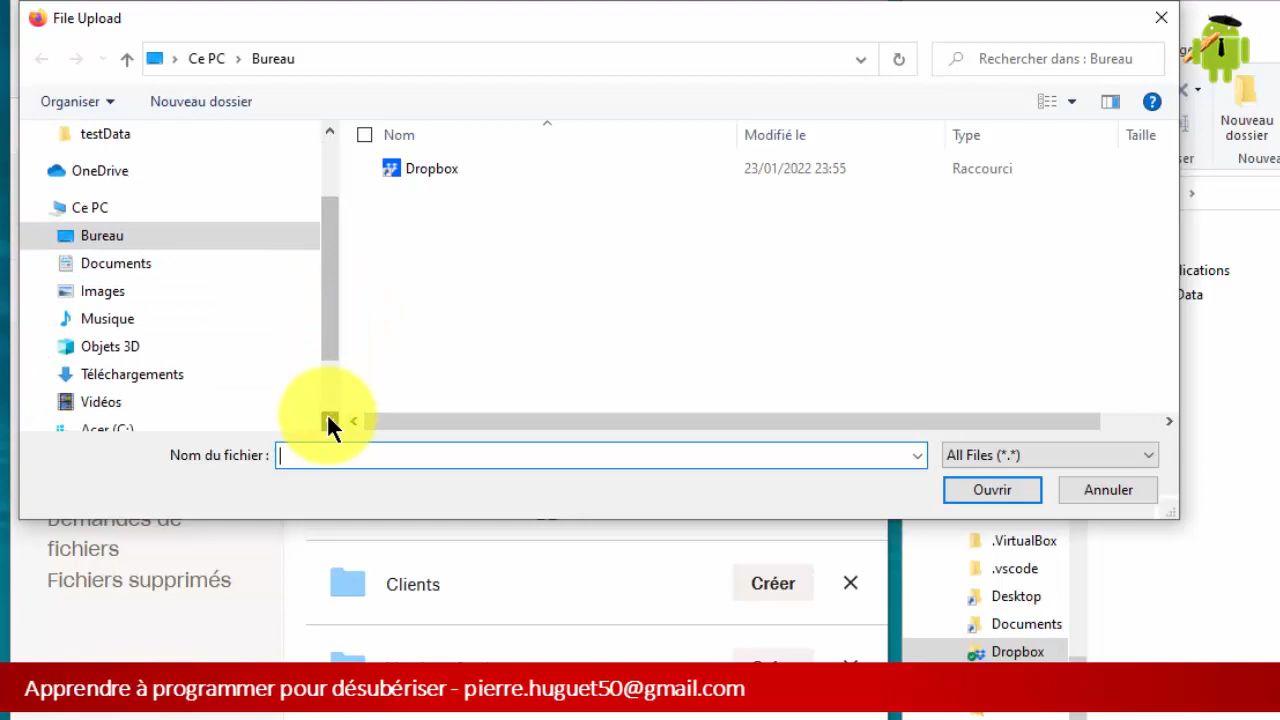 File Upload
Ce PC
Bureau
Rechercher dans : Bureau
Organiser
Nouveau dossier
testData
OneDrive
Ce PC
Bureau
Documents
Images
Musique
Objets 3D
Téléchargements
Vidéos
Acer (C:)
Nom
Modifié le
Type
Taille
Dropbox
23/01/2022 23:55
Raccourci
Nom du fichier :
All Files (*.*)
Ouvrir
Annuler
Nouveau
dossier
Demandes de
fichiers
Fichiers supprimés
Clients
Créer
.VirtualBox
.vscode
Desktop
Documents
Dropbox
Apprendre à programmer pour désubériser - pierre.huguet50@gmail.com